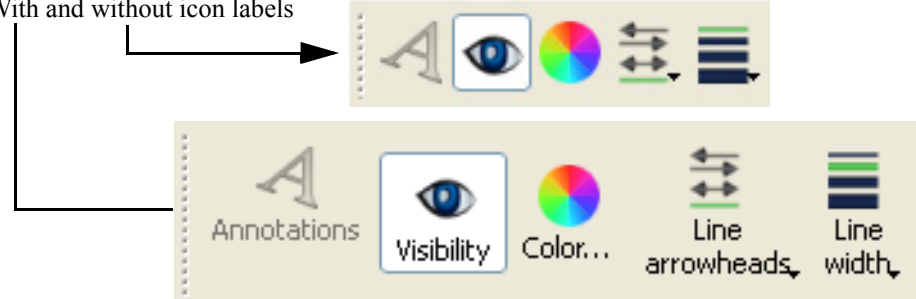 With and without icon labels
Annotations
Visibility
Color...
Line
arrowheads
Line
width